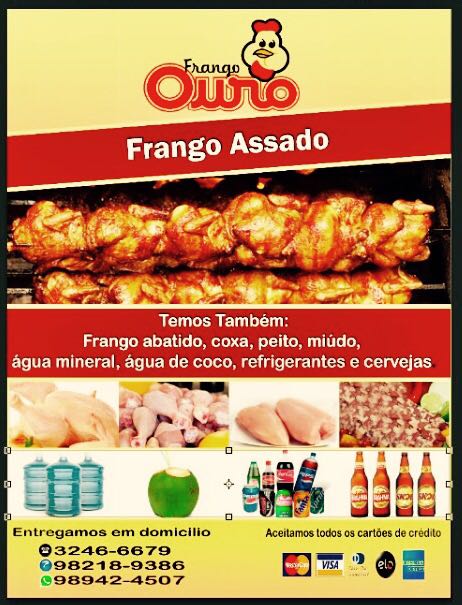 Frango
Ouro
Frango Assado
Temos Também:
Frango abatido, coxa, peito, miúdo,
água mineral, água de coco, refrigerantes e cervejas
Entregamos em domicilio
Aceitamos todos os cartões de crédito
3246-6679
98218-9386
98942-4507
MasterCard
VISA
elo